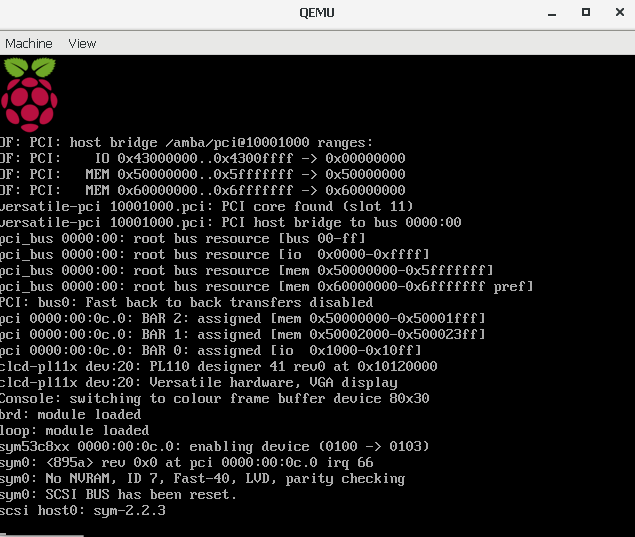 QEMU
Machine View
OF: PCI: host bridge /amba/pci@10001000 ranges:
OF: PCI: IO 0x43000000..0x4300ffff -> 0x00000000
OF: PCI: MEM 0x50000000..0x5fffffff -> 0x50000000
OF: PCI: MEM 0x60000000..0x6fffffff -> 0x60000000
versatile-pci 10001000.pci: PCI core found (slot 11)
versatile-pci 10001000.pci: PCI host bridge to bus 0000:00
pci_bus 0000:00: root bus resource [bus 00-ff]
pci_bus 0000:00: root bus resource [io  0x0000-0xffff]
pci_bus 0000:00: root bus resource [mem 0x50000000-0x5fffffff]
pci_bus 0000:00: root bus resource [mem 0x60000000-0x6fffffff pref]
PCI: bus0: Fast back to back transfers disabled
pci 0000:00:0c.0: BAR 2: assigned [mem 0x50000000-0x50001fff]
pci 0000:00:0c.0: BAR 1: assigned [mem 0x50002000-0x500023ff]
pci 0000:00:0c.0: BAR 0: assigned [io  0x1000-0x10ff]
clcd-pl11x dev:20: PL110 designer 41 rev0 at 0x10120000
clcd-pl11x dev:20: Versatile hardware, VGA display
Console: switching to colour frame buffer device 80x30
brd: module loaded
loop: module loaded
sym53c8xx 0000:00:0c.0: enabling device (0100 -> 0103)
sym0: <895a> rev 0x0 at pci 0000:00:0c.0 irq 66
sym0: No NVRAM, ID 7, Fast-40, LVD, parity checking
sym0: SCSI BUS has been reset.
scsi host0: sym-2.2.3